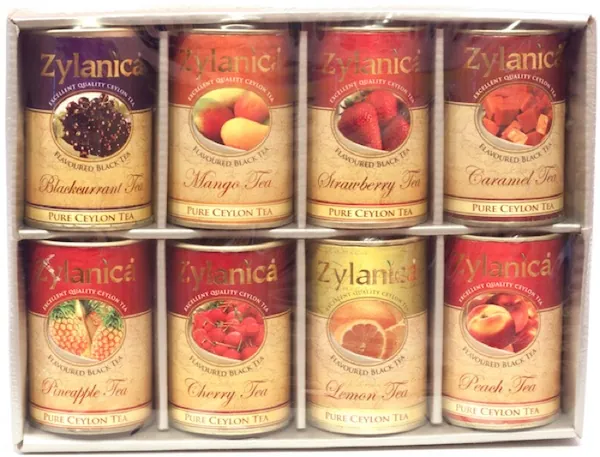 Zylanica
EXCELLENT QUALITY CEYLON TEA
FLAVOURED BLACK TEA
Blackcurrant Tea
PURE CEYLON TEA
Zylanica
EXCELLENT QUALITY CEYLON TEA
FLAVOURED BLACK TEA
Mango Tea
PURE CEYLON TEA
Zylanica
EXCELLENT QUALITY CEYLON TEA
FLAVOURED BLACK TEA
Strawberry Tea
PURE CEYLON TEA
Zylanica
EXCELLENT QUALITY CEYLON TEA
FLAVOURED BLACK TEA
Caramel Tea
PURE CEYLON TEA
Zylanica
EXCELLENT QUALITY CEYLON TEA
FLAVOURED BLACK TEA
Pineapple Tea
PURE CEYLON TEA
Zylanica
EXCELLENT QUALITY CEYLON TEA
FLAVOURED BLACK TEA
Cherry Tea
PURE CEYLON TEA
Zylanica
EXCELLENT QUALITY CEYLON TEA
FLAVOURED BLACK TEA
Lemon Tea
PURE CEYLON TEA
Zylanica
EXCELLENT QUALITY CEYLON TEA
FLAVOURED BLACK TEA
Peach Tea
PURE CEYLON TEA